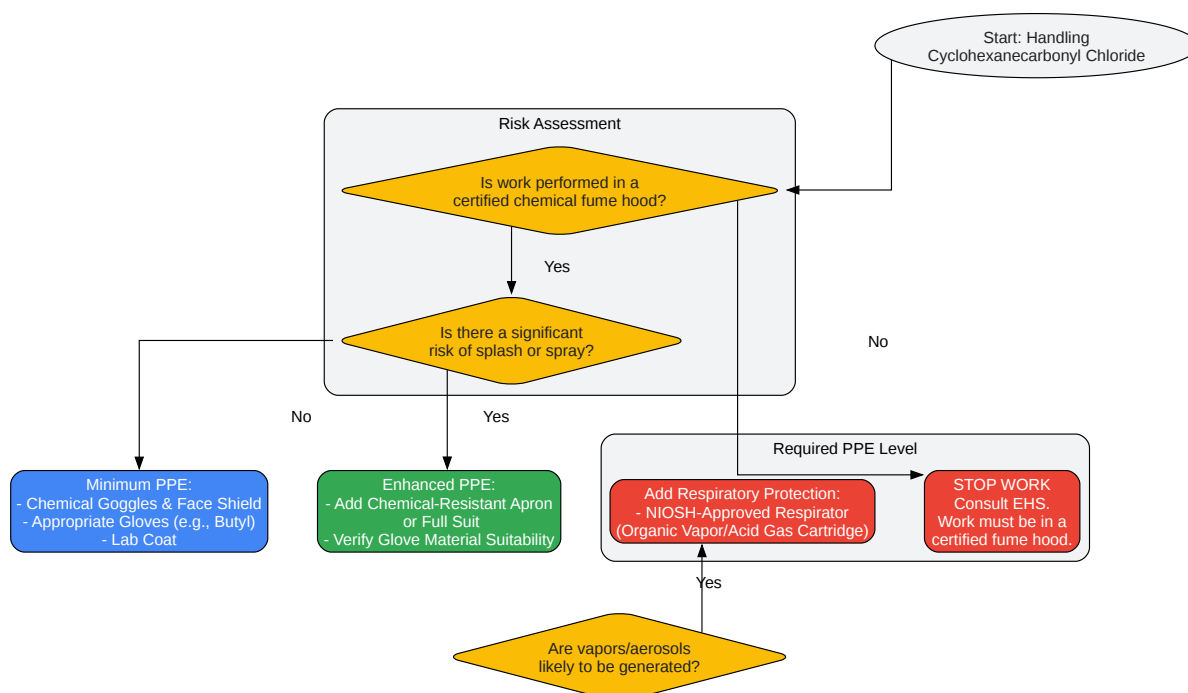 Start: Handling
Cyclohexanecarbonyl Chloride
Risk Assessment
Is work performed in a
certified chemical fume hood?
Yes
Is there a significant
risk of splash or spray?
No
No
Yes
Required PPE Level
Minimum PPE:
- Chemical Goggles & Face Shield
- Appropriate Gloves (e.g., Butyl)
- Lab Coat
Enhanced PPE:
- Add Chemical-Resistant Apron
or Full Suit
- Verify Glove Material Suitability
Add Respiratory Protection:
- NIOSH-Approved Respirator
(Organic Vapor/Acid Gas Cartridge)
STOP WORK
Consult EHS.
Work must be in a
certified fume hood.
Yes
Are vapors/aerosols
likely to be generated?